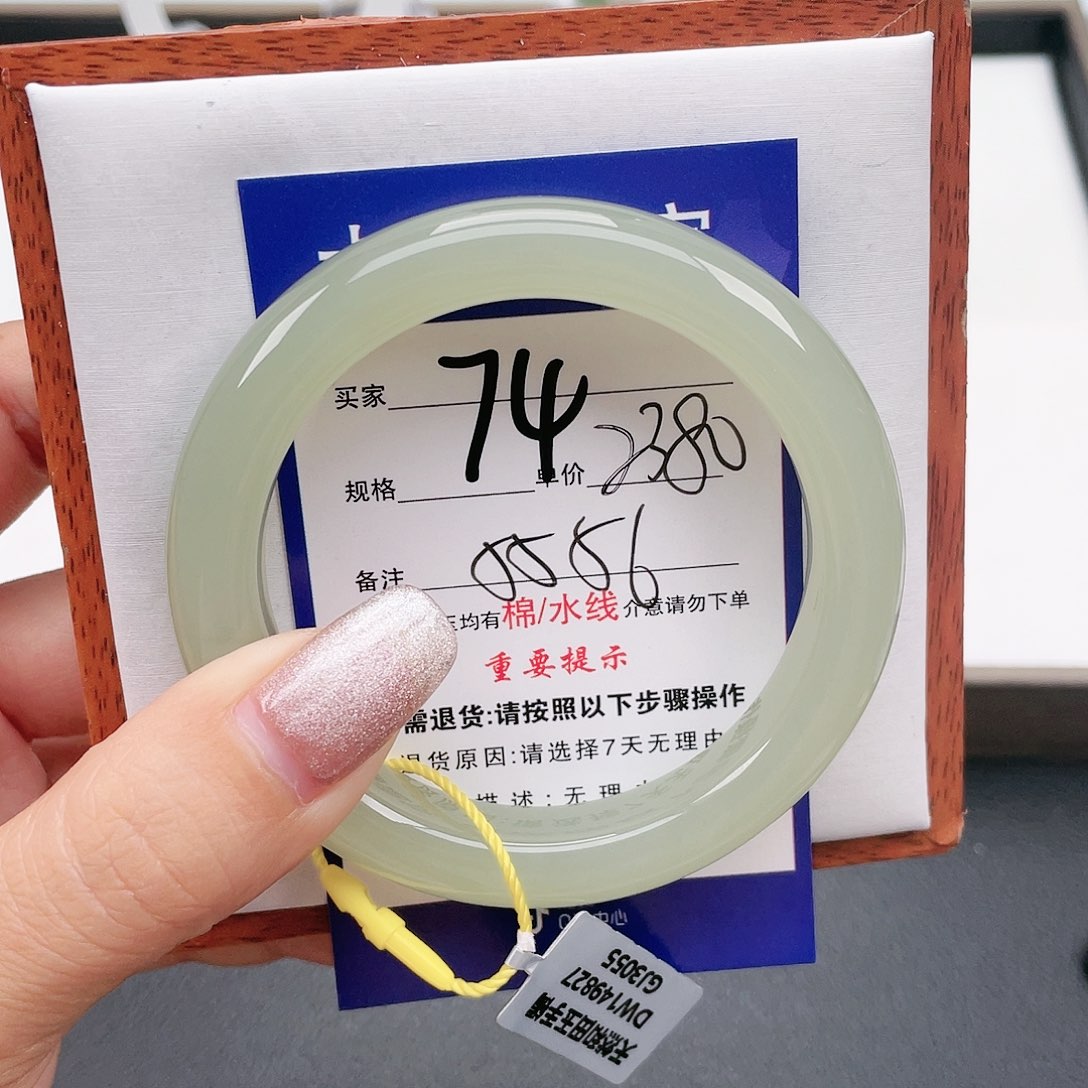 买家 74
规格 单价 2380
备注 5556
均有棉/水线介意请勿下单
重要提示
需退货:请按照以下步骤操作
退货原因:请选择7天无理由
描述:无理
中心
天然和田玉手镯
DW149827
GJ3055